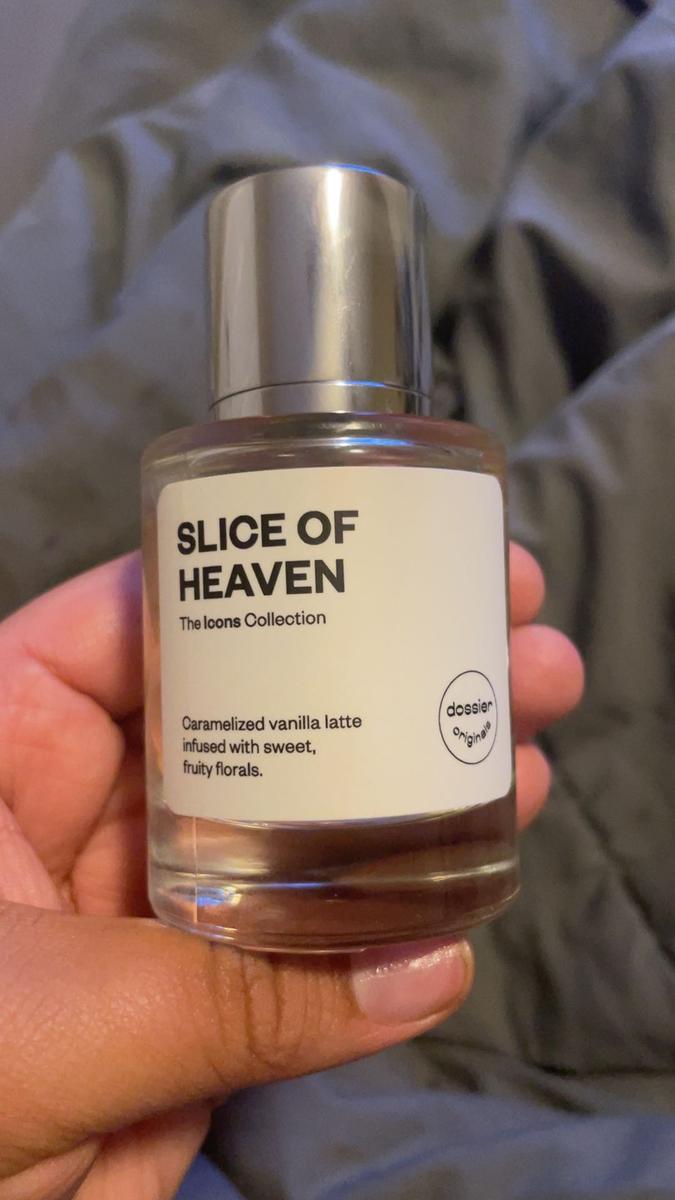 SLICE OF
HEAVEN
The Icons Collection
Caramelized vanilla latte
infused with sweet,
fruity florals.
dossier
originals